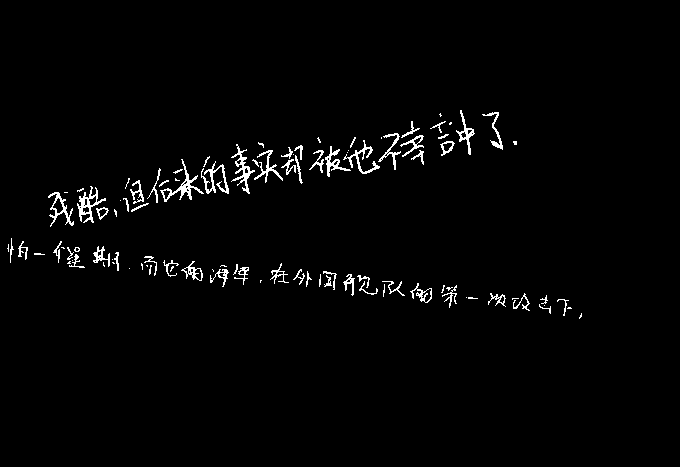 残酷,但后来的事实却被他不幸言中了.
怕一个星期.而它的海军,在外国舰队的第一次攻击下,